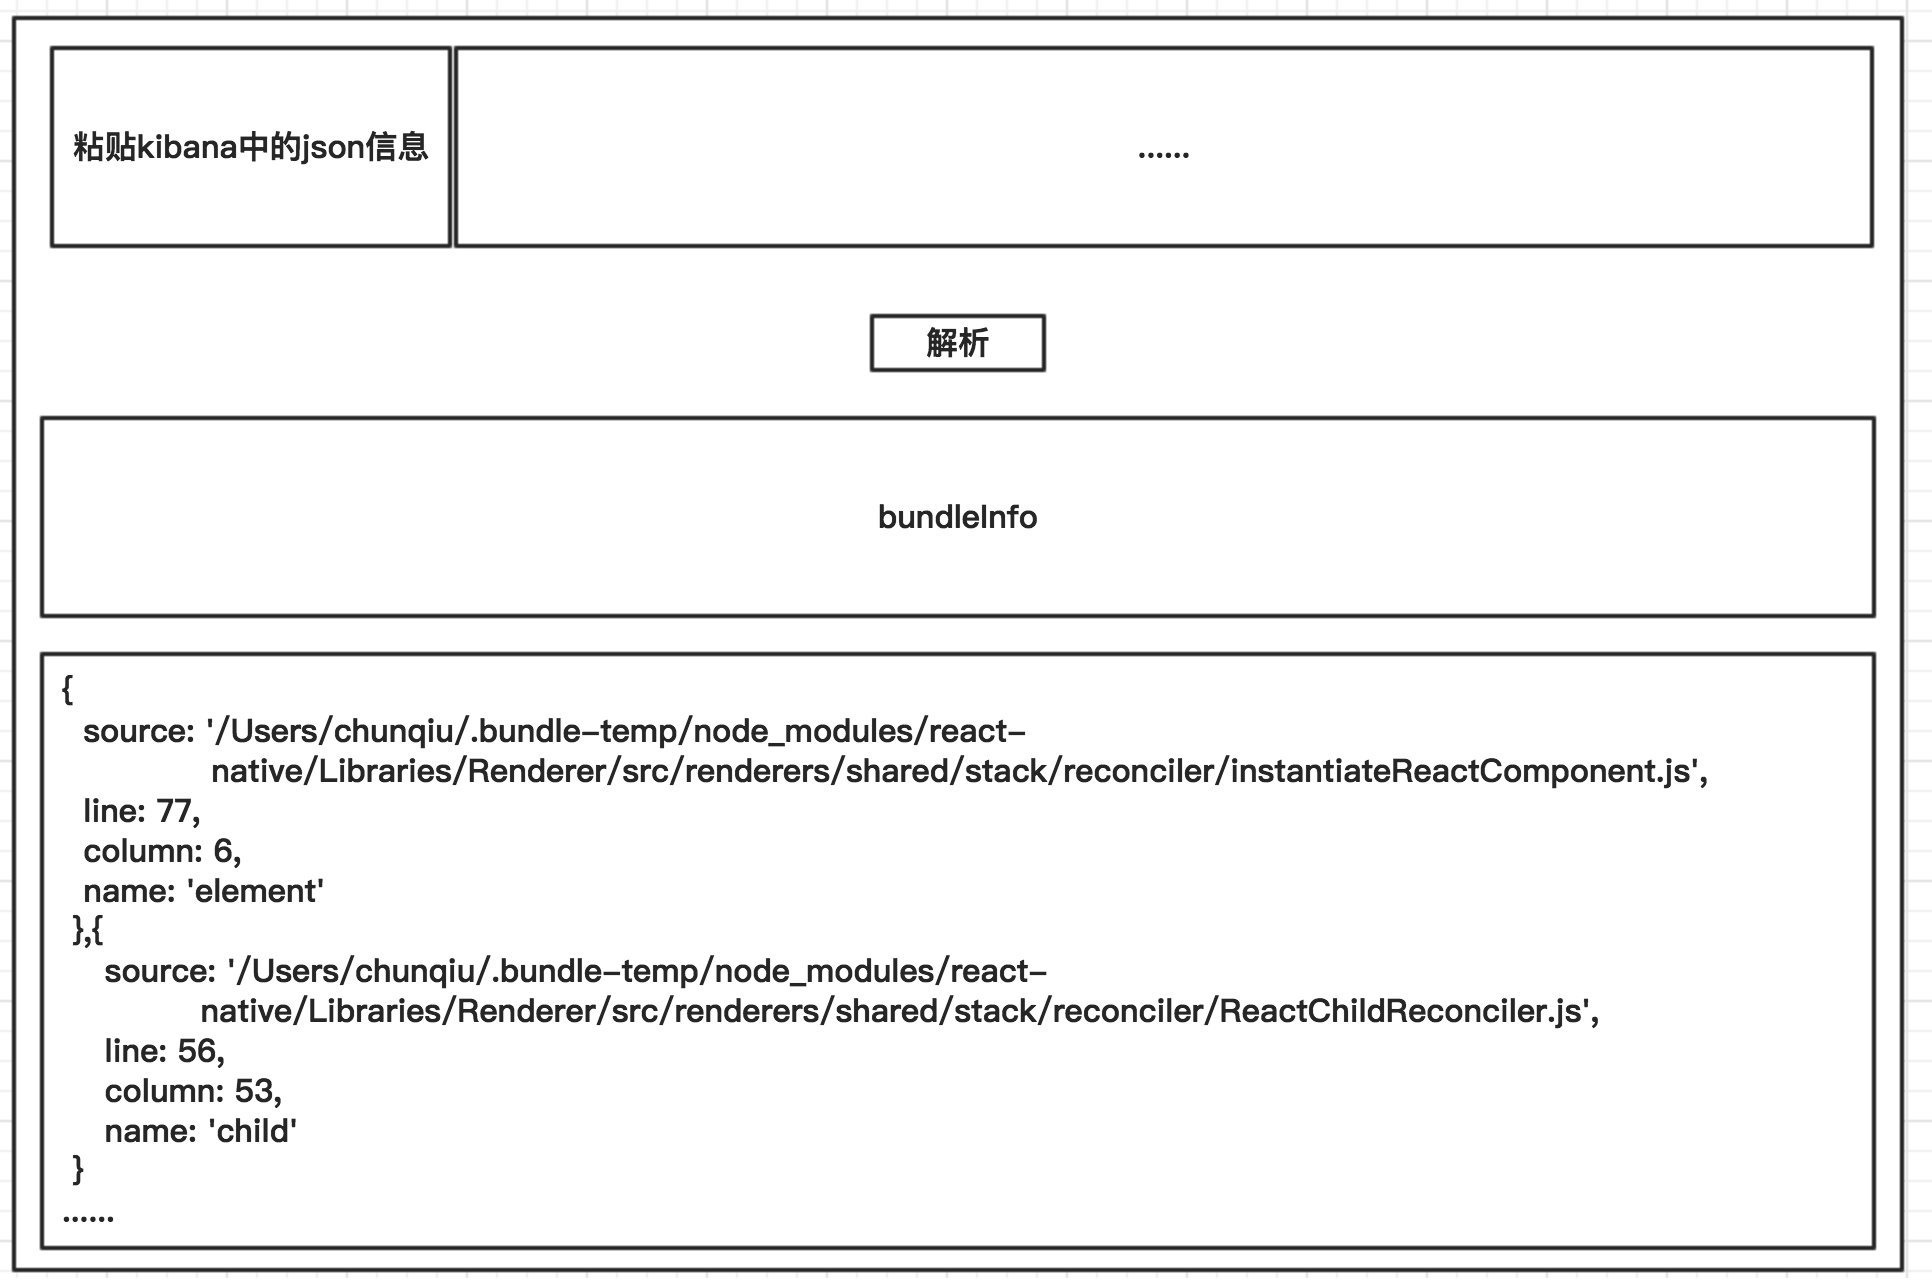 粘贴kibana中的json信息
......
解析
bundleInfo
{
source: '/Users/chunqiu/.bundle-temp/node_modules/react-
native/Libraries/Renderer/src/renderers/shared/stack/reconciler/instantiateReactComponent.js',
line: 77,
column: 6,
name: 'element'
},{
source: '/Users/chunqiu/.bundle-temp/node_modules/react-
native/Libraries/Renderer/src/renderers/shared/stack/reconciler/ReactChildReconciler.js',
line: 56,
column: 53,
name: 'child'
}
......